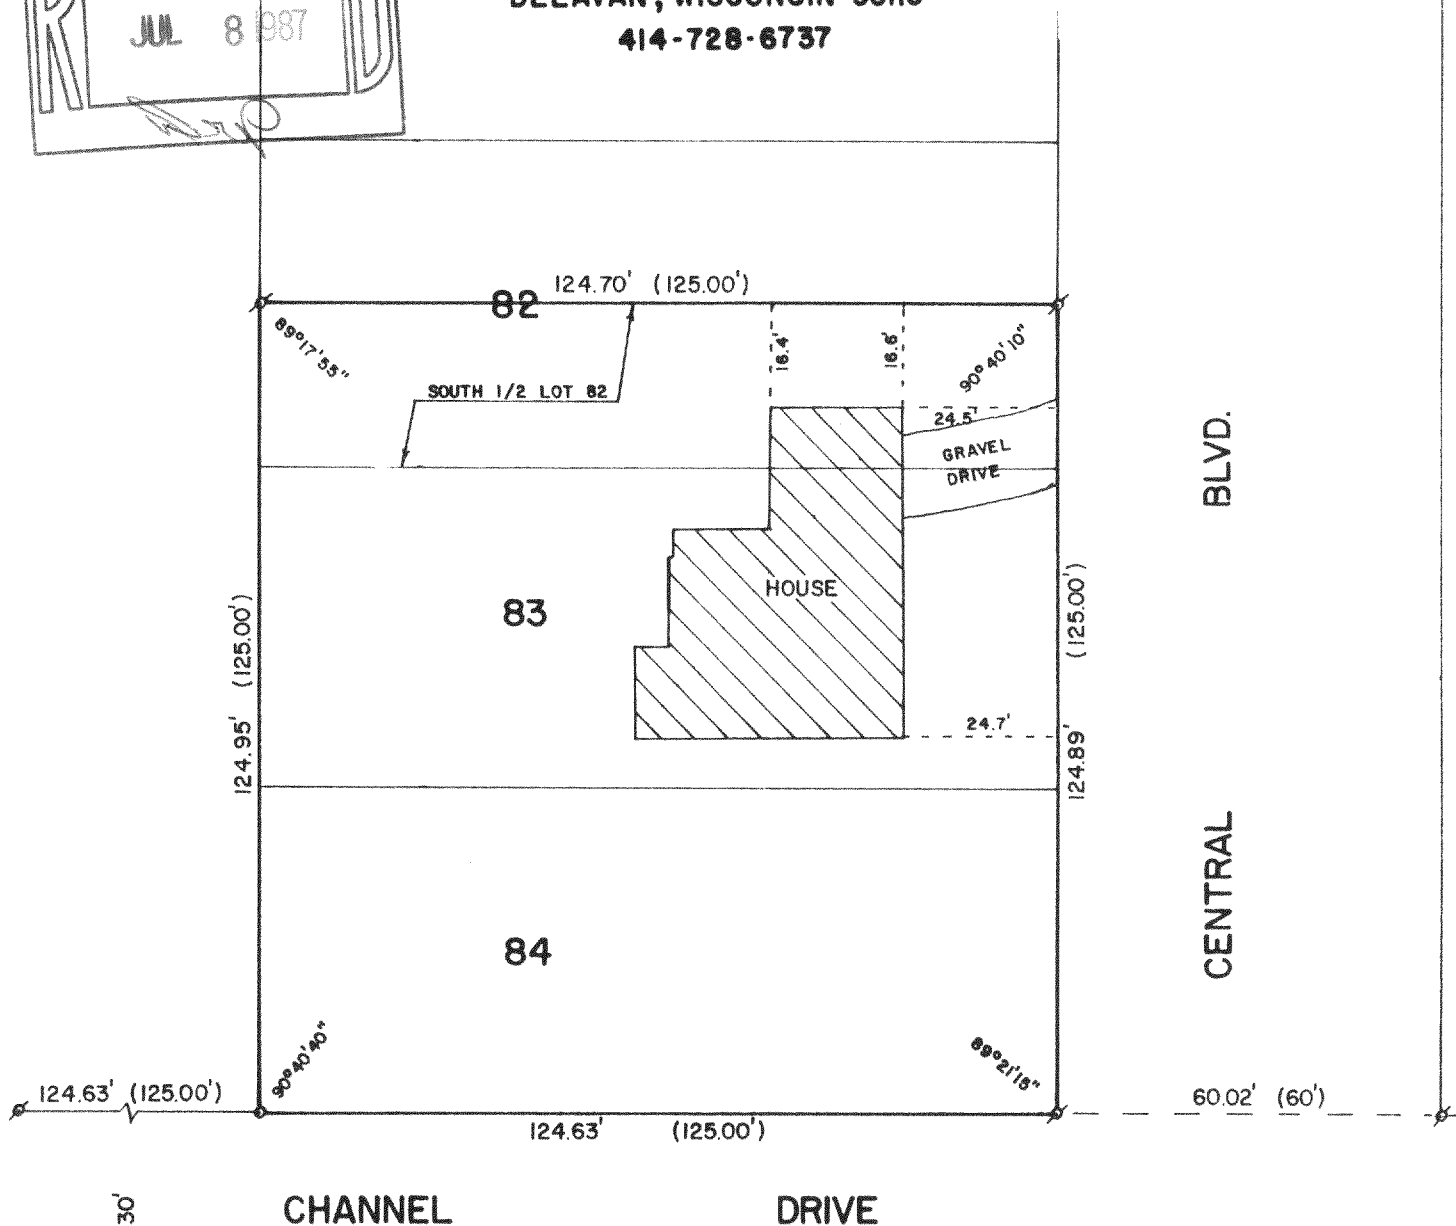 414-728-6737
JUL 8 1987
124.70' (125.00')
82
89°17'55"
16.4'
16.6'
90°40'10"
SOUTH 1/2 LOT 82
24.5'
GRAVEL
DRIVE
BLVD.
HOUSE
83
124.95' (125.00')
(125.00')
124.89'
24.7'
CENTRAL
84
90°40'40"
89°21'15"
124.63' (125.00')
60.02' (60')
124.63' (125.00')
30'
CHANNEL DRIVE